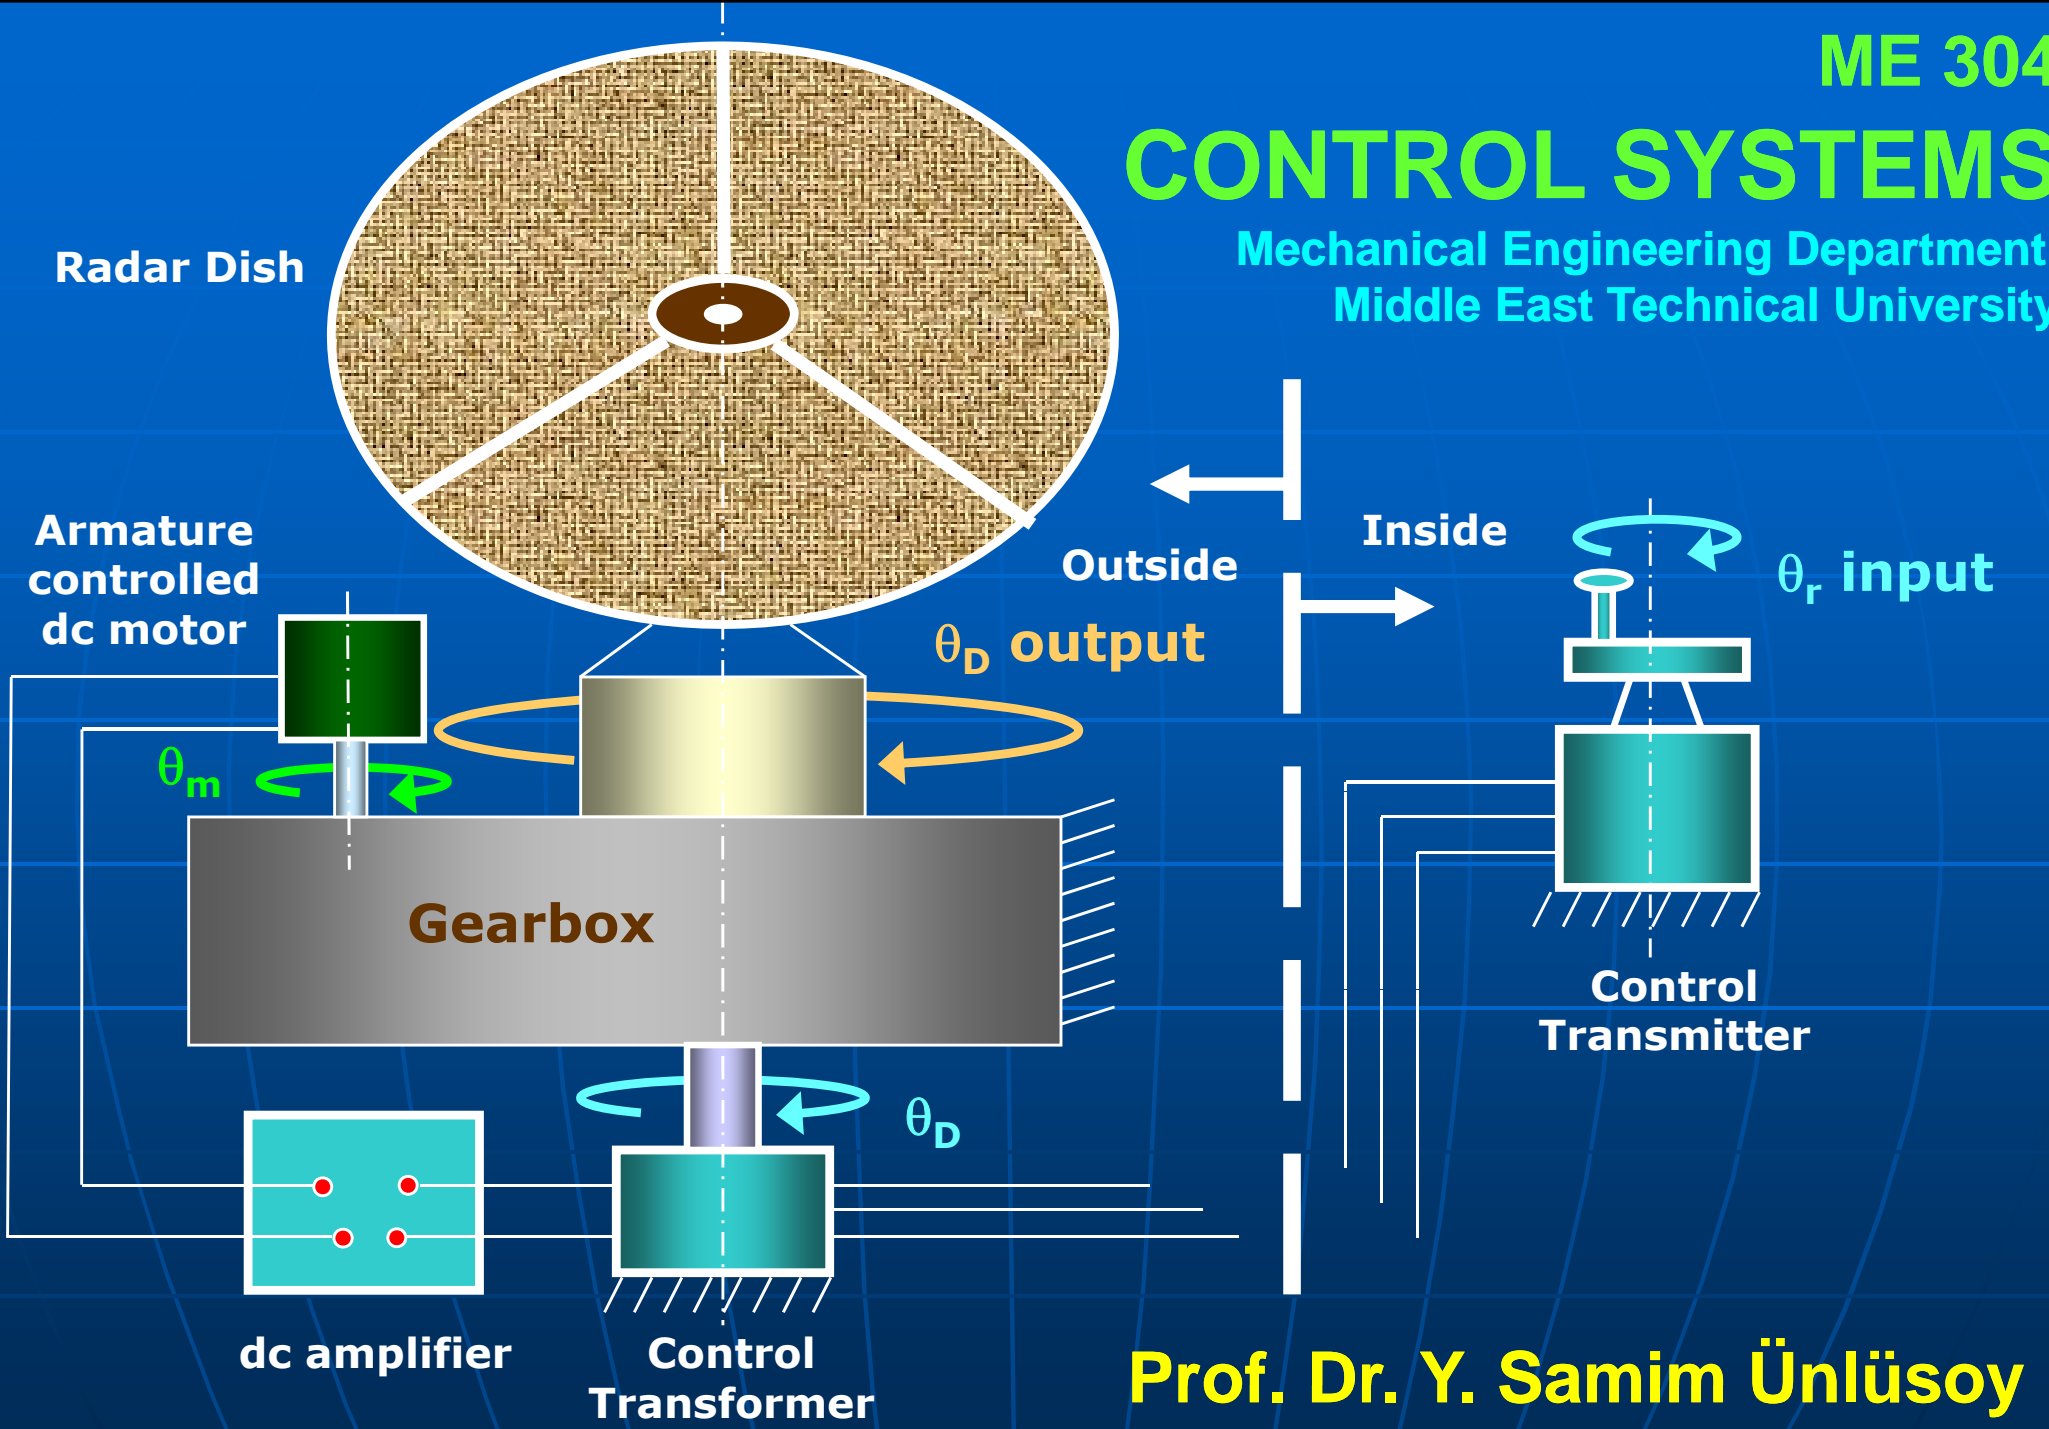 ME 304
CONTROL SYSTEMS
Mechanical Engineering Department
Middle East Technical University
Radar Dish
Armature
controlled
dc motor
Outside
Inside
θr input
θD output
θm
Gearbox
Control
Transmitter
θD
dc amplifier
Control
Transformer
Prof. Dr. Y. Samim Ünlüsoy